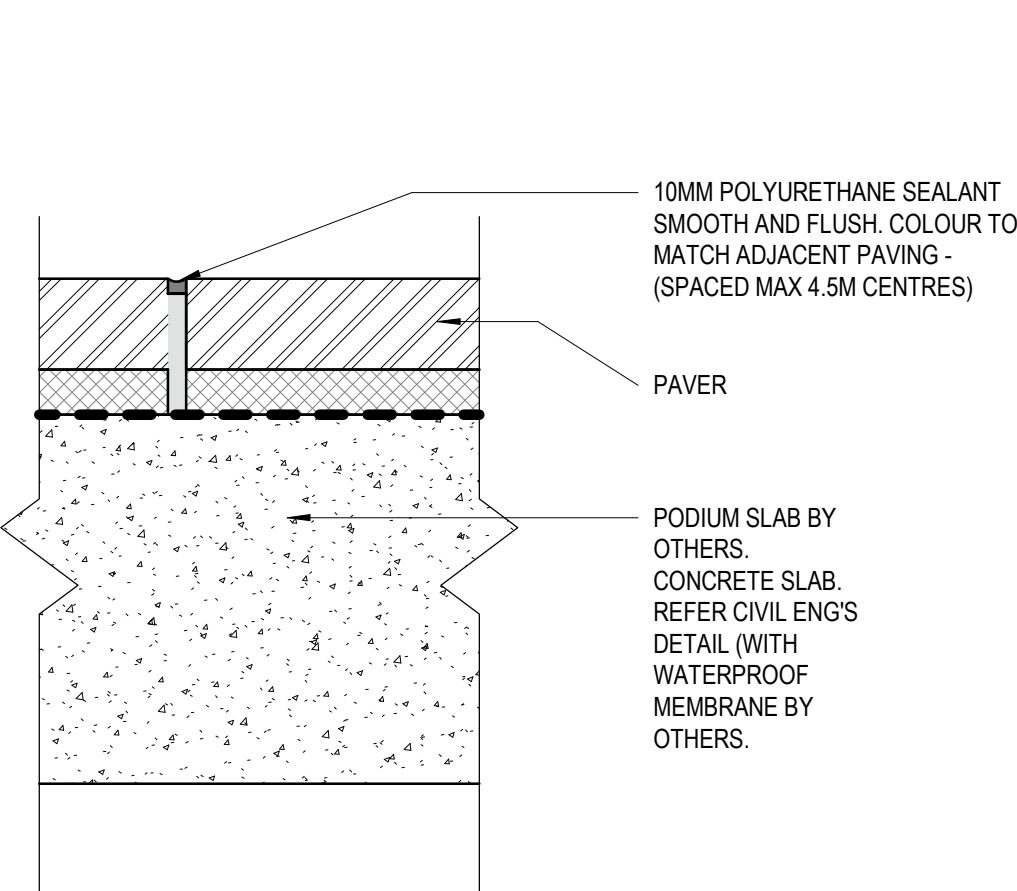 10MM POLYURETHANE SEALANT
SMOOTH AND FLUSH. COLOUR TO
MATCH ADJACENT PAVING -
(SPACED MAX 4.5M CENTRES)
PAVER
PODIUM SLAB BY
OTHERS.
CONCRETE SLAB.
REFER CIVIL ENG'S
DETAIL (WITH
WATERPROOF
MEMBRANE BY
OTHERS.